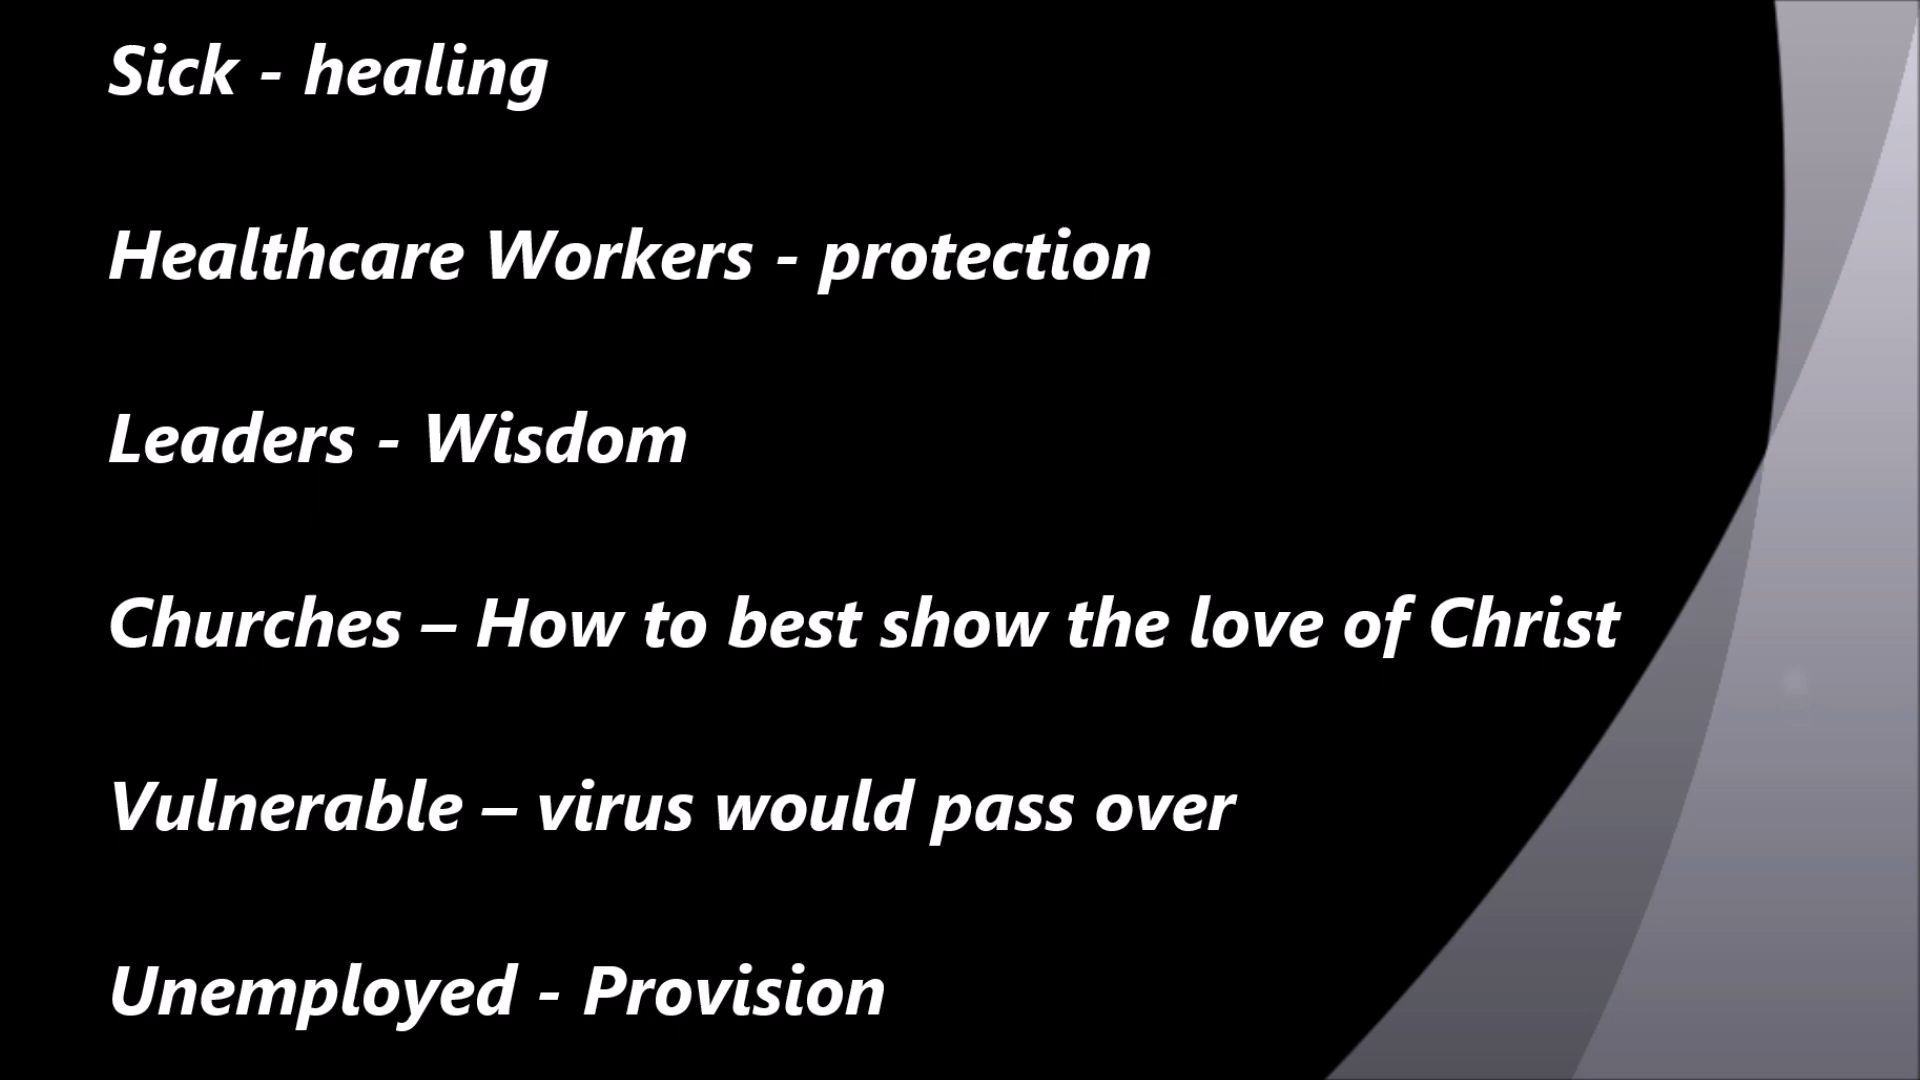 Sick - healing
Healthcare Workers - protection
Leaders - Wisdom
Churches – How to best show the love of Christ
Vulnerable – virus would pass over
Unemployed - Provision